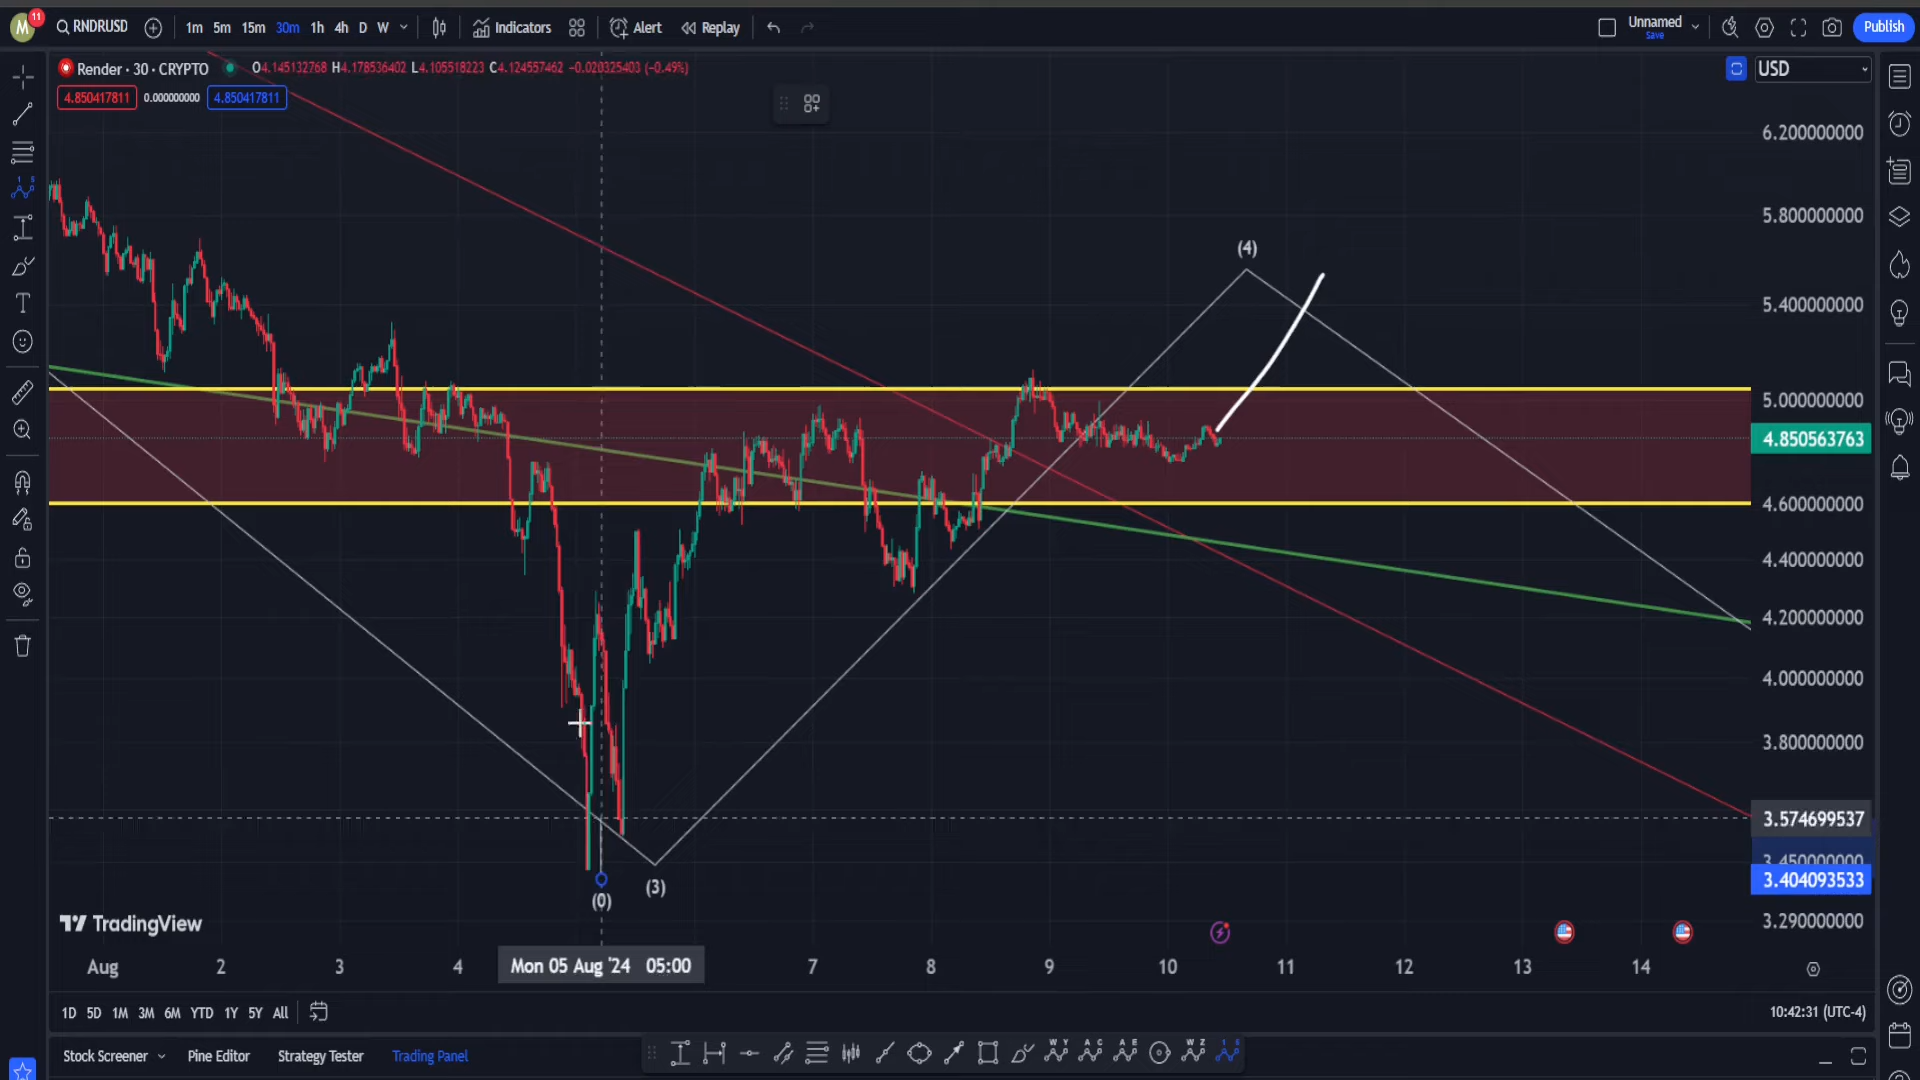 M 11 RNDRUSD 1m 5m 15m 30m 1h 4h D W Indicators Alert Replay Unnamed Save Publish
Render · 30 · CRYPTO O4.145132768 H4.178536402 L4.105518223 C4.124557462 -0.020325403 (-0.49%) USD
4.850417811 0.000000000 4.850417811
6.200000000
5.800000000
(4)
5.400000000
5.000000000
4.850563763
4.600000000
4.400000000
4.200000000
4.000000000
3.800000000
3.574699537
3.450000000
3.404093533
(3)
(0)
3.290000000
TradingView
Aug 2 3 4 Mon 05 Aug '24 05:00 7 8 9 10 11 12 13 14
1D 5D 1M 3M 6M YTD 1Y 5Y All 10:42:31 (UTC-4)
Stock Screener Pine Editor Strategy Tester Trading Panel